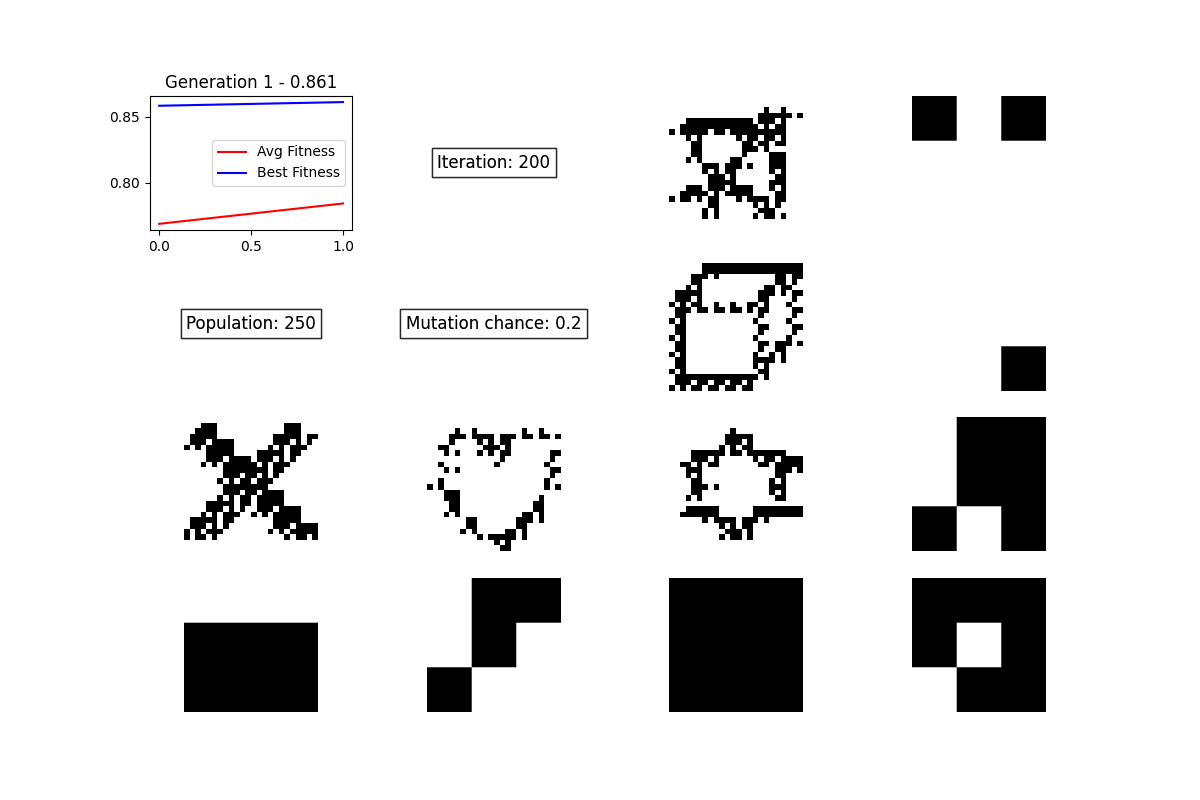 Generation 1 - 0.861
0.85
0.80
Avg Fitness
Best Fitness
0.0 0.5 1.0
Iteration: 200
Population: 250
Mutation chance: 0.2